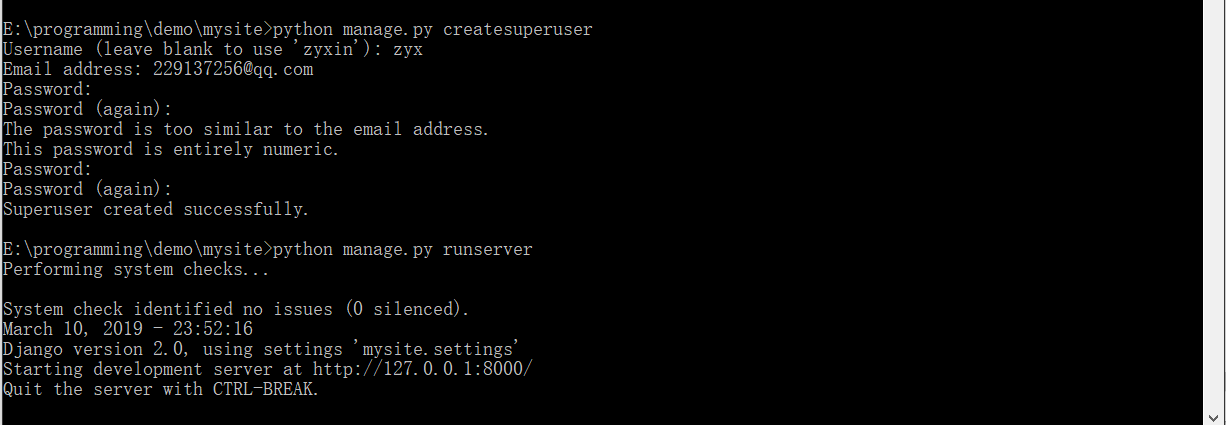 E:\programming\demo\mysite>python manage.py createsuperuser
Username (leave blank to use 'zyxin'): zyx
Email address: 229137256@qq.com
Password:
Password (again):
The password is too similar to the email address.
This password is entirely numeric.
Password:
Password (again):
Superuser created successfully.
E:\programming\demo\mysite>python manage.py runserver
Performing system checks...
System check identified no issues (0 silenced).
March 10, 2019 - 23:52:16
Django version 2.0, using settings 'mysite.settings'
Starting development server at http://127.0.0.1:8000/
Quit the server with CTRL-BREAK.